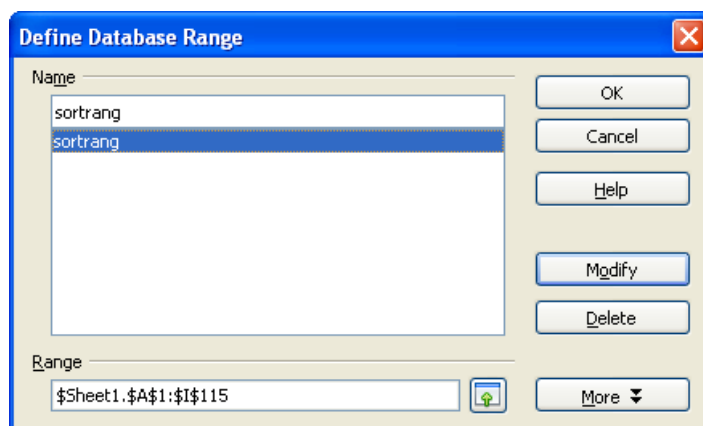 Define Database Range
Name
sortrang
sortrang
OK
Cancel
Help
Modify
Delete
Range
$Sheet1.$A$1:$I$115
More